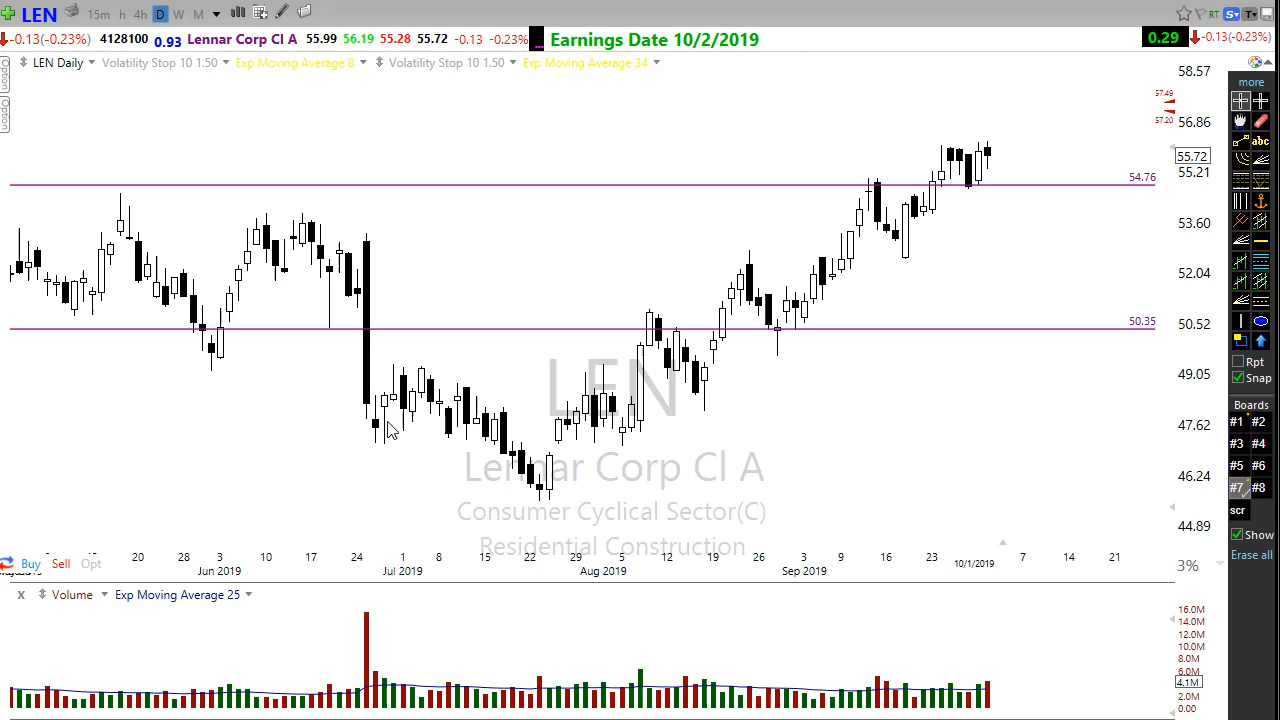 LEN 15m h 4h D W M RT S T
-0.13(-0.23%) 4128100 0.93 Lennar Corp Cl A 55.99 56.19 55.28 55.72 -0.13 -0.23% Earnings Date 10/2/2019 0.29 -0.13(-0.23%)
LEN Daily Volatility Stop 10 1.50 Exp Moving Average 8 Volatility Stop 10 1.50 Exp Moving Average 34
Option
Option
58.57
57.49
57.20
56.86
55.72
55.21
54.76
53.60
52.04
50.35
50.52
49.05
47.62
46.24
44.89
3%
LEN
Lennar Corp Cl A
Consumer Cyclical Sector(C)
Residential Construction
20 28 3 10 17 24 1 8 15 22 29 5 12 19 26 3 9 16 23 7 14 21
Jun 2019 Jul 2019 Aug 2019 Sep 2019 10/1/2019
Buy Sell Opt
X Volume Exp Moving Average 25
16.0M
14.0M
12.0M
10.0M
8.0M
6.0M
4.1M
2.0M
0.00
more
abc
Rpt
Snap
Boards
#1 #2
#3 #4
#5 #6
#7 #8
scr
Show
Erase all